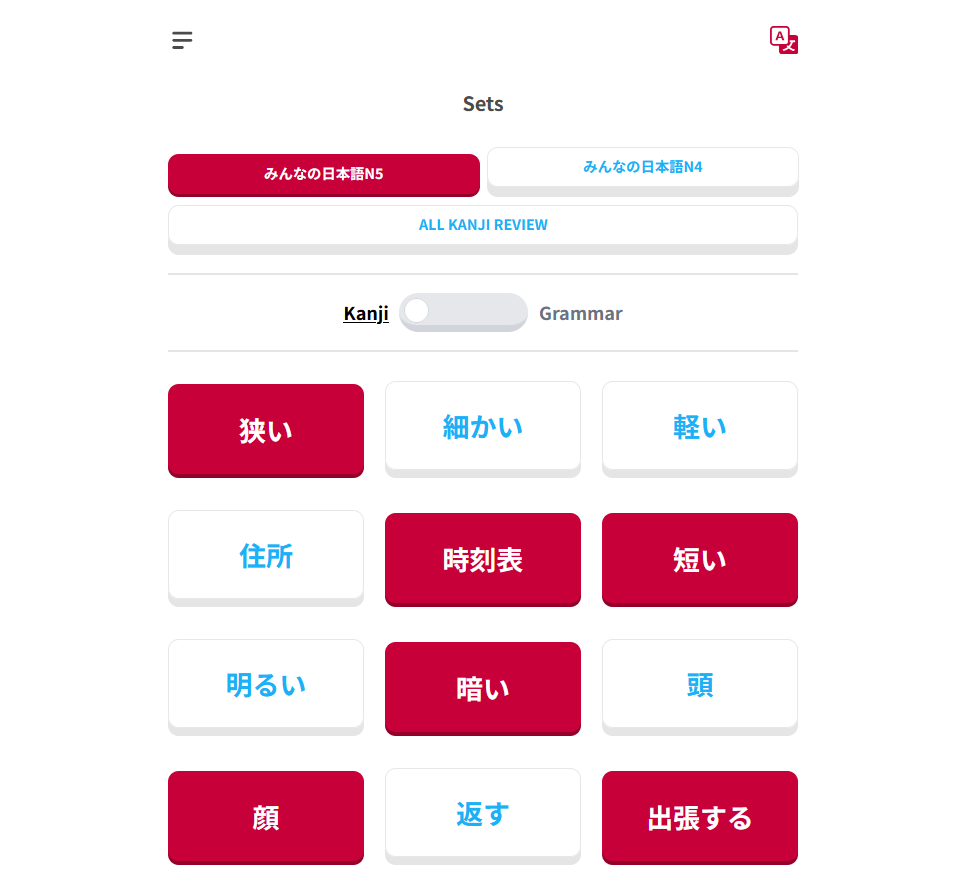 A 文
Sets
みんなの日本語N5 みんなの日本語N4
ALL KANJI REVIEW
Kanji Grammar
狭い 細かい 軽い
住所 時刻表 短い
明るい 暗い 頭
顔 返す 出張する